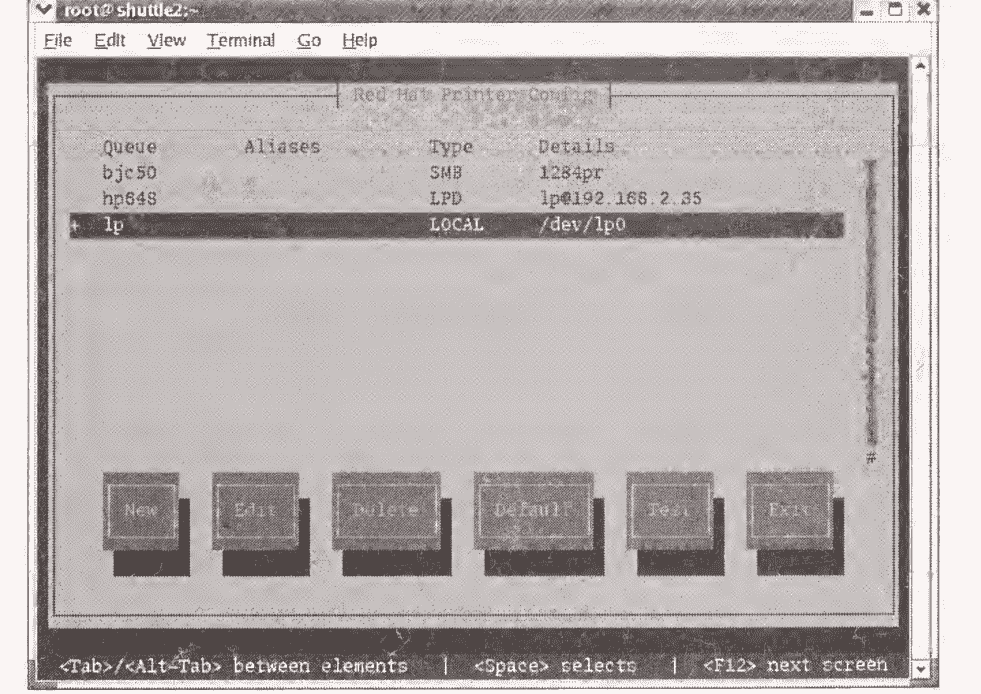 root@shuttle2:~
File Edit View Terminal Go Help
Red Hat Printer Config
Queue Aliases Type Details
bjc50 SMB 1284pr
hp648 LPD lp@192.168.2.35
+ lp LOCAL /dev/lp0
#
New Edit Delete Default Test Exit
<Tab>/<Alt-Tab> between elements | <Space> selects | <F12> next screen